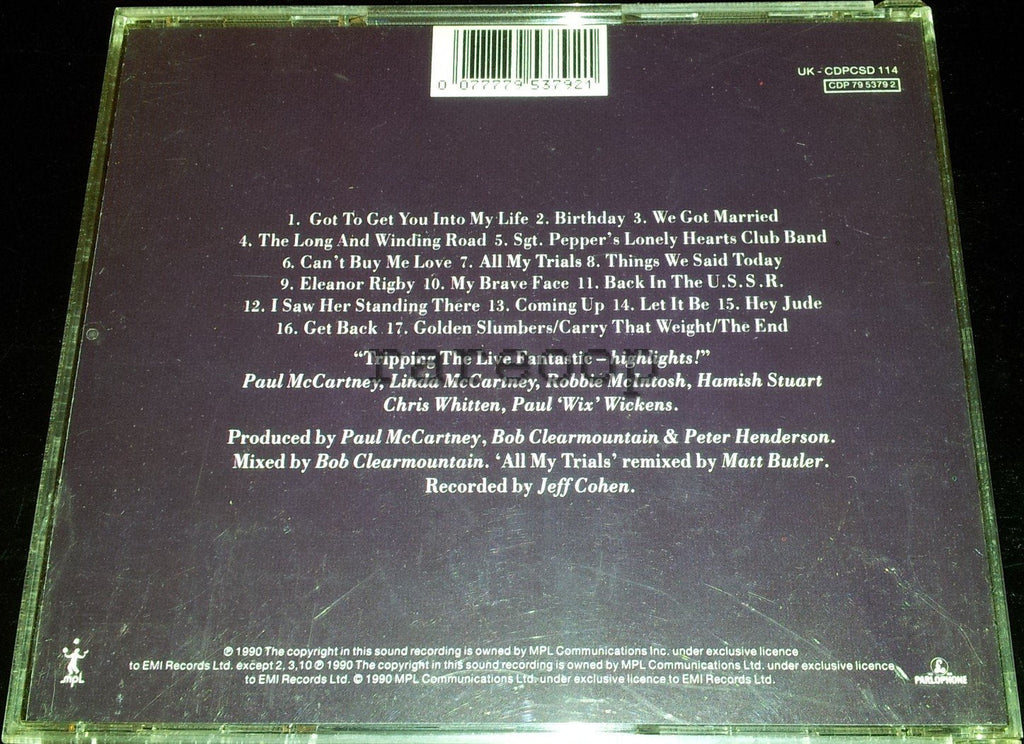 0 077779 537921
UK - CDPCSD 114
CDP 79 5379 2
1. Got To Get You Into My Life 2. Birthday 3. We Got Married
4. The Long And Winding Road 5. Sgt. Pepper's Lonely Hearts Club Band
6. Can't Buy Me Love 7. All My Trials 8. Things We Said Today
9. Eleanor Rigby 10. My Brave Face 11. Back In The U.S.S.R.
12. I Saw Her Standing There 13. Coming Up 14. Let It Be 15. Hey Jude
16. Get Back 17. Golden Slumbers/Carry That Weight/The End
"Tripping The Live Fantastic – highlights!"
Paul McCartney, Linda McCartney, Robbie McIntosh, Hamish Stuart
Chris Whitten, Paul 'Wix' Wickens.
Produced by Paul McCartney, Bob Clearmountain & Peter Henderson.
Mixed by Bob Clearmountain. 'All My Trials' remixed by Matt Butler.
Recorded by Jeff Cohen.
℗ 1990 The copyright in this sound recording is owned by MPL Communications Inc. under exclusive licence
to EMI Records Ltd. except 2, 3,10 ℗ 1990 The copyright in this sound recording is owned by MPL Communications Ltd. under exclusive licence
to EMI Records Ltd. © 1990 MPL Communications Ltd. under exclusive licence to EMI Records Ltd.
MPL
PARLOPHONE